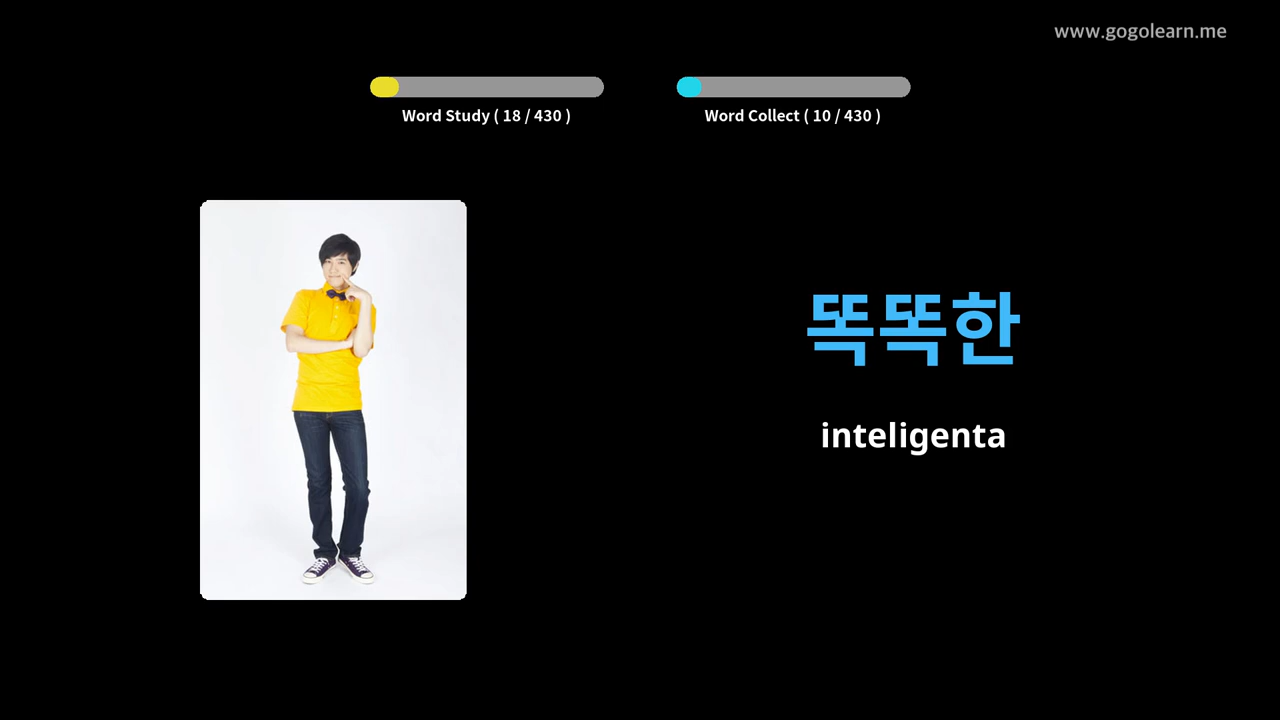 www.gogolearn.me
Word Study ( 18 / 430 )
Word Collect ( 10 / 430 )
똑똑한
inteligenta